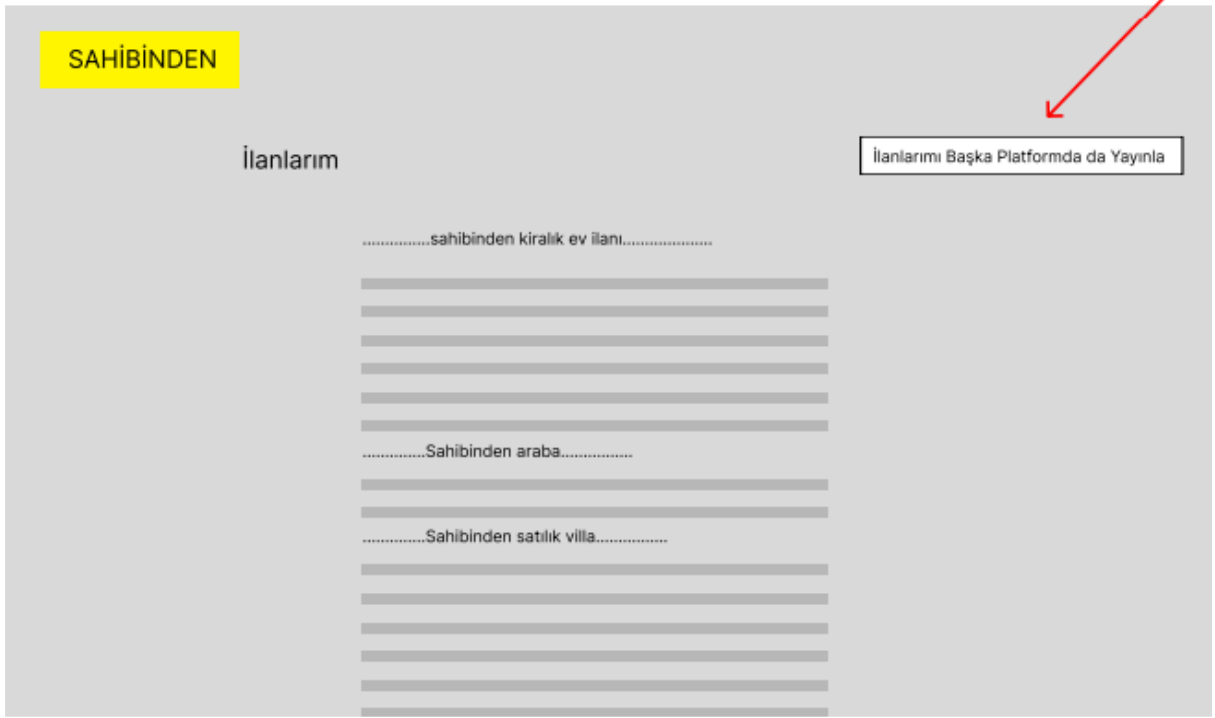 SAHİBİNDEN
İlanlarım
İlanlarımı Başka Platformda da Yayınla
................sahibinden kiralık ev ilanı.....................
...............Sahibinden araba.................
...............Sahibinden satılık villa.................